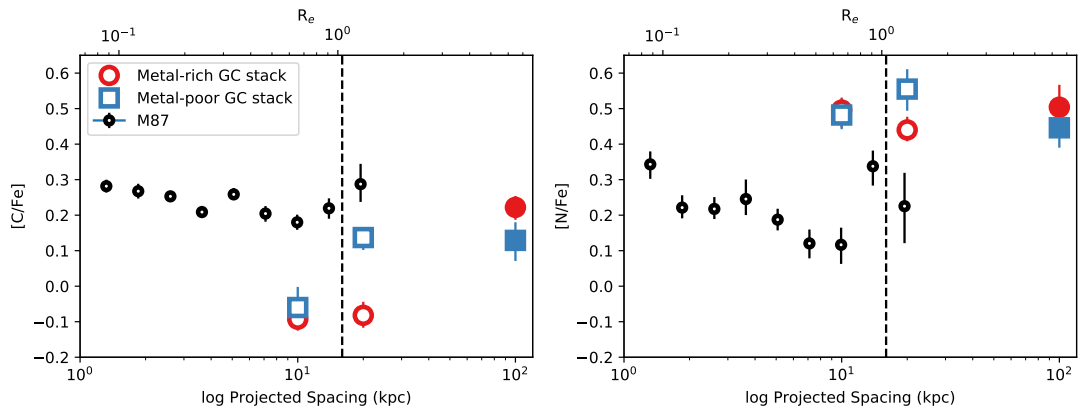 R_e
10^{-1} 10^{0}
0.6
0.5
0.4
0.3
0.2
0.1
0.0
−0.1
−0.2
[C/Fe]
Metal-rich GC stack
Metal-poor GC stack
M87
10^{0} 10^{1} 10^{2}
log Projected Spacing (kpc)
R_e
10^{-1} 10^{0}
0.6
0.5
0.4
0.3
0.2
0.1
0.0
−0.1
−0.2
[N/Fe]
10^{0} 10^{1} 10^{2}
log Projected Spacing (kpc)